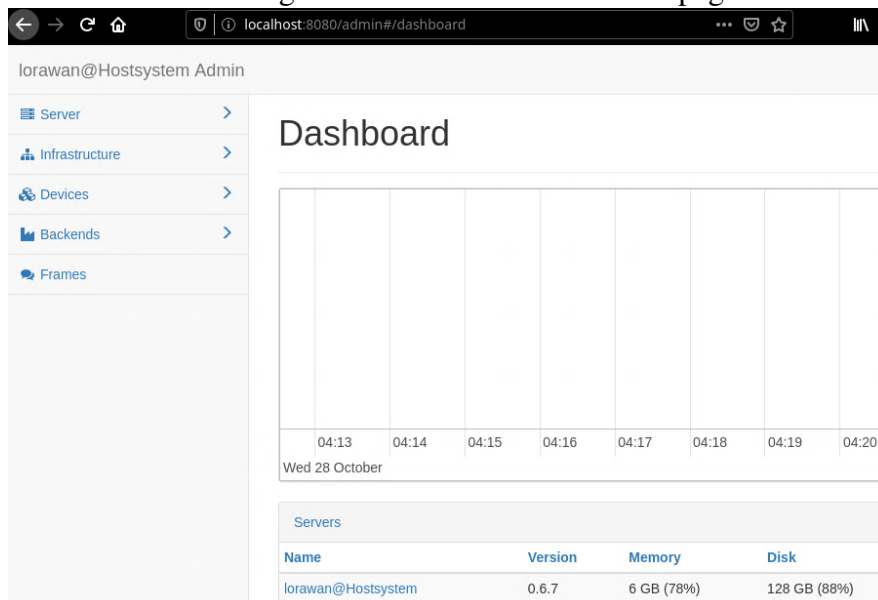 localhost:8080/admin#/dashboard
lorawan@Hostsystem Admin
Server
Infrastructure
Devices
Backends
Frames
Dashboard
04:13 04:14 04:15 04:16 04:17 04:18 04:19 04:20
Wed 28 October
Servers
Name Version Memory Disk
lorawan@Hostsystem 0.6.7 6 GB (78%) 128 GB (88%)